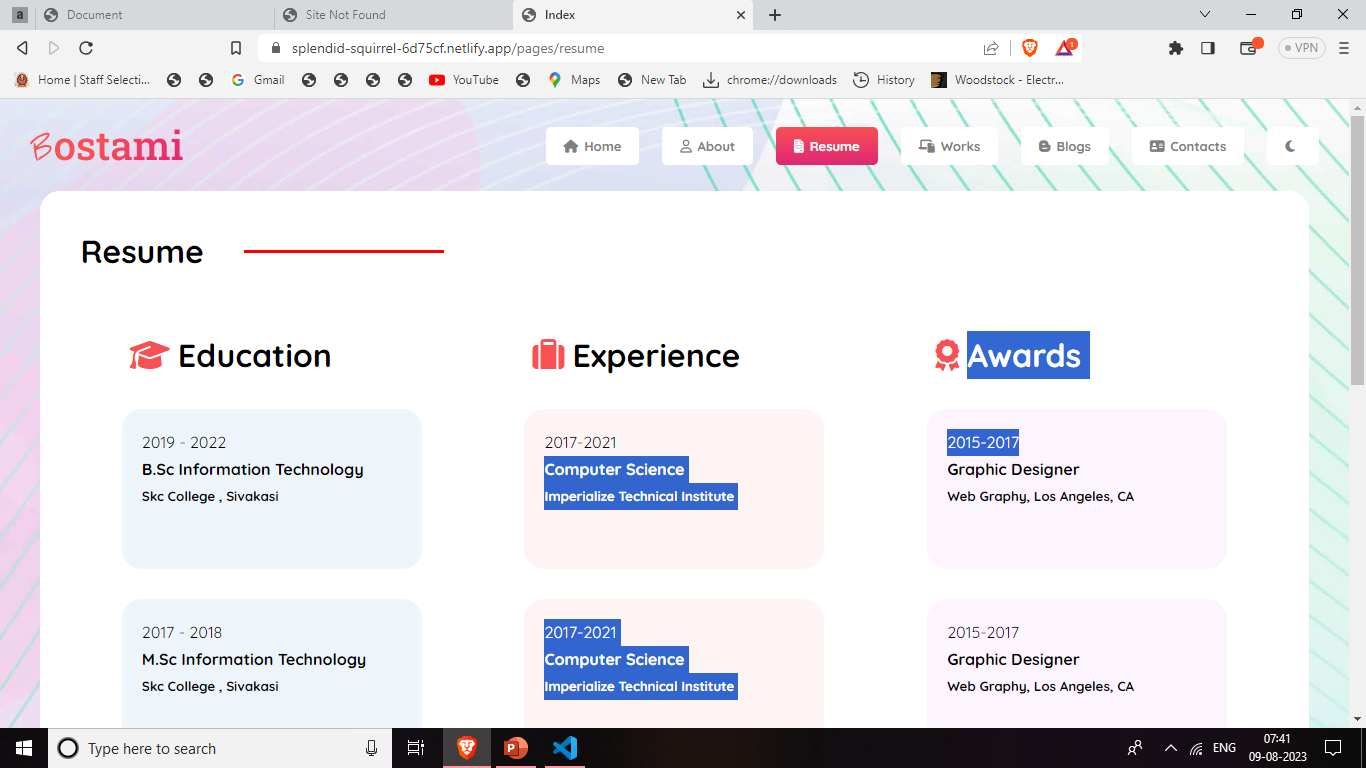 a
Document
Site Not Found
Index
splendid-squirrel-6d75cf.netlify.app/pages/resume
1
VPN
Home | Staff Selecti...
Gmail
YouTube
Maps
New Tab
chrome://downloads
History
Woodstock - Electr...
Bostami
Home
About
Resume
Works
Blogs
Contacts
Resume
Education
2019 - 2022
B.Sc Information Technology
Skc College , Sivakasi
2017 - 2018
M.Sc Information Technology
Skc College , Sivakasi
Experience
2017-2021
Computer Science
Imperialize Technical Institute
2017-2021
Computer Science
Imperialize Technical Institute
Awards
2015-2017
Graphic Designer
Web Graphy, Los Angeles, CA
2015-2017
Graphic Designer
Web Graphy, Los Angeles, CA
Type here to search
ENG
07:41
09-08-2023